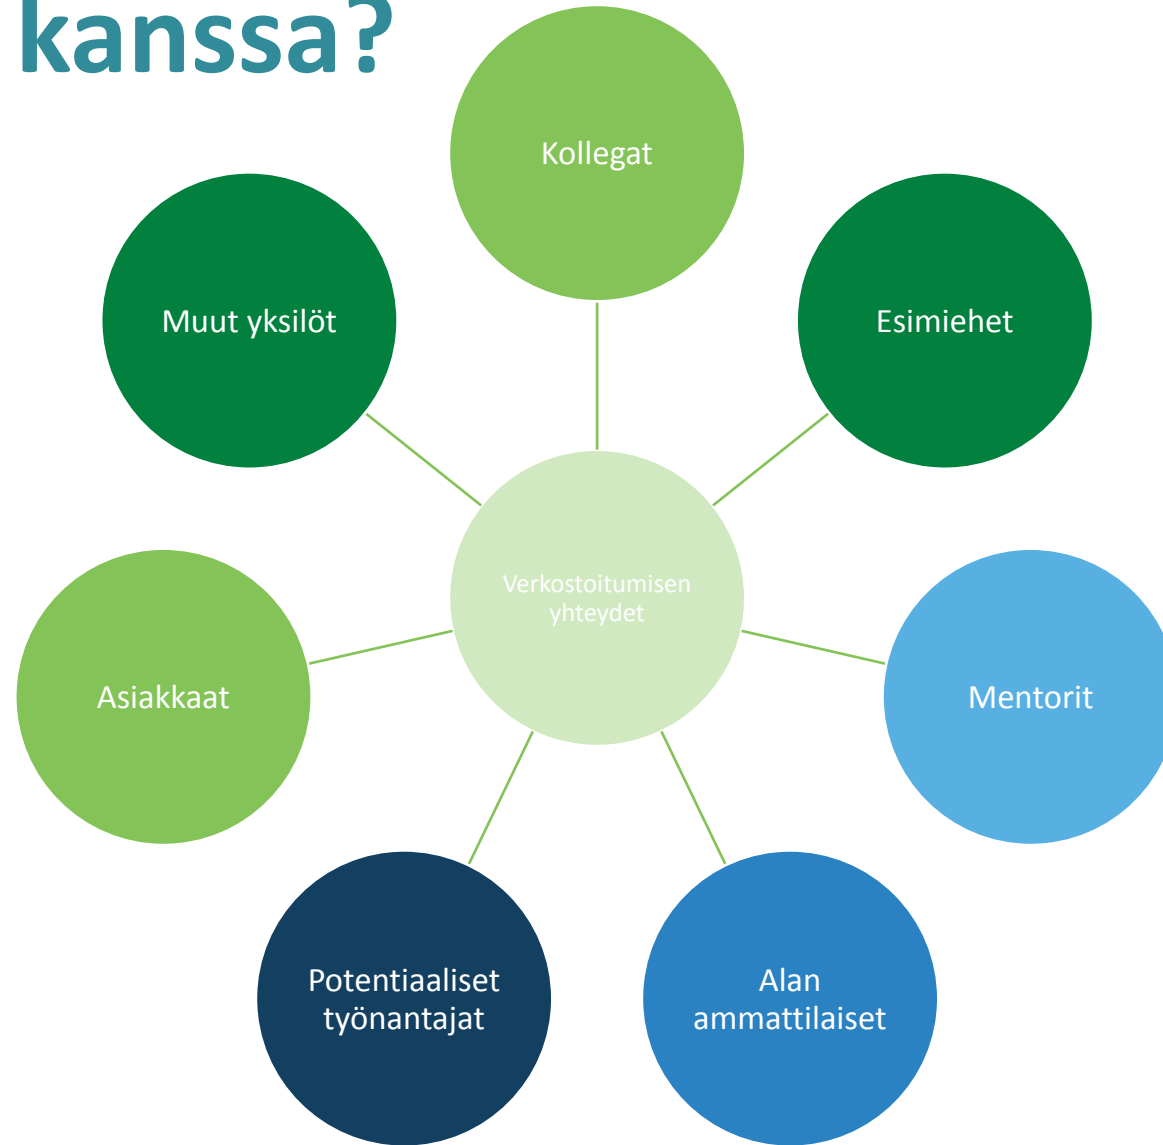 kanssa?
Kollegat
Esimiehet
Mentorit
Alan
ammattilaiset
Potentiaaliset
työnantajat
Asiakkaat
Muut yksilöt
Verkostoitumisen
yhteydet